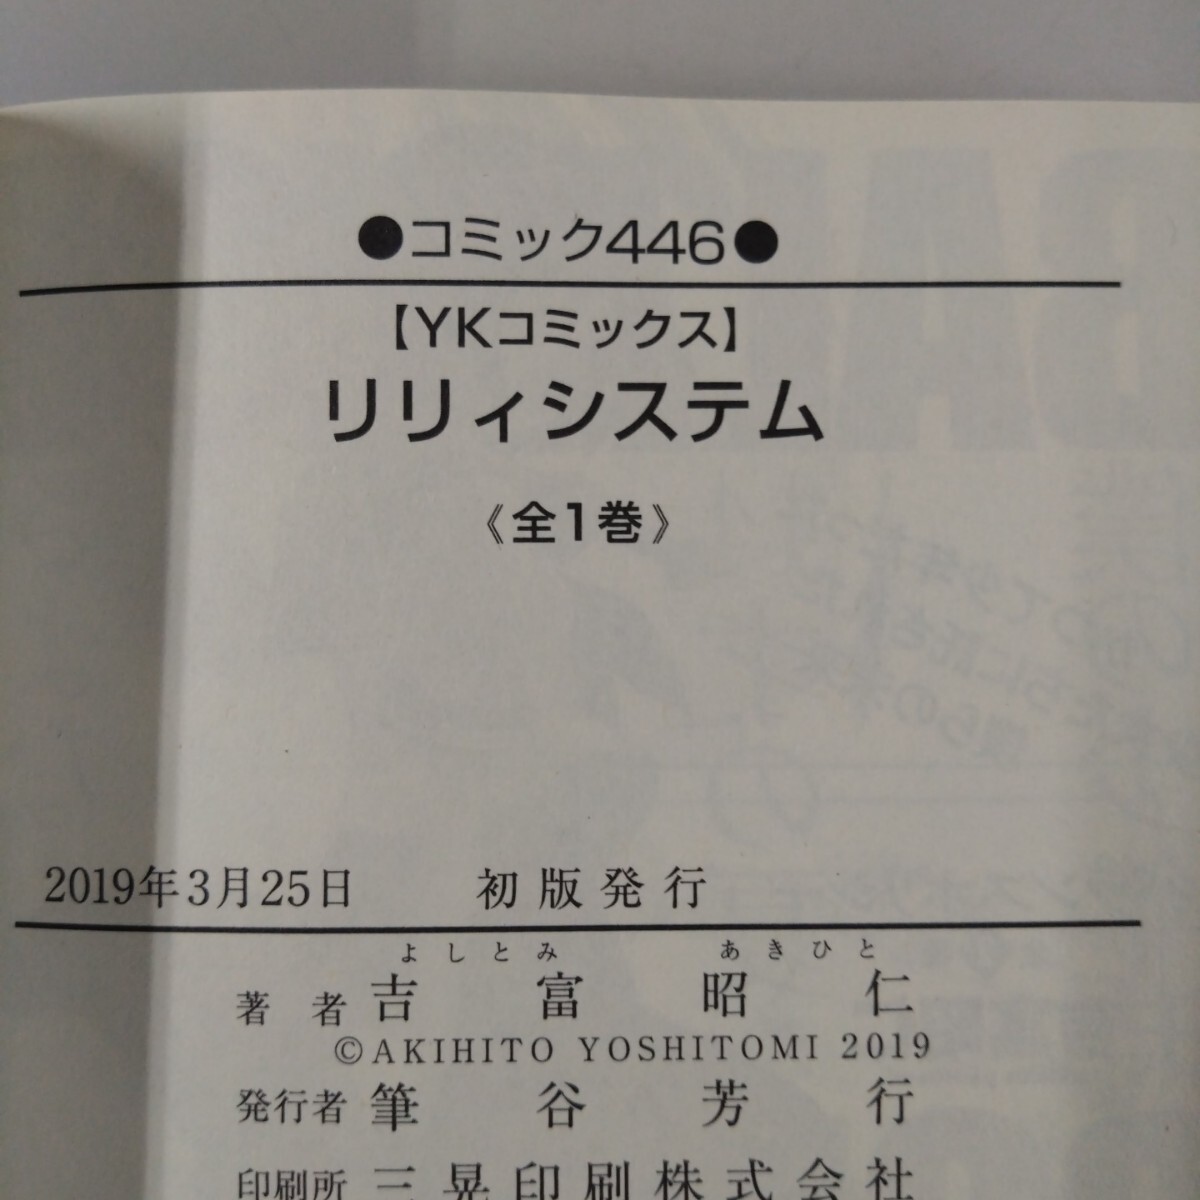 ●コミック446●
【YKコミックス】
リリィシステム
《全1巻》
2019年3月25日 初版発行
よしとみ あきひと
著者 吉富昭仁
©AKIHITO YOSHITOMI 2019
発行者 筆谷芳行
印刷所 三晃印刷株式会社